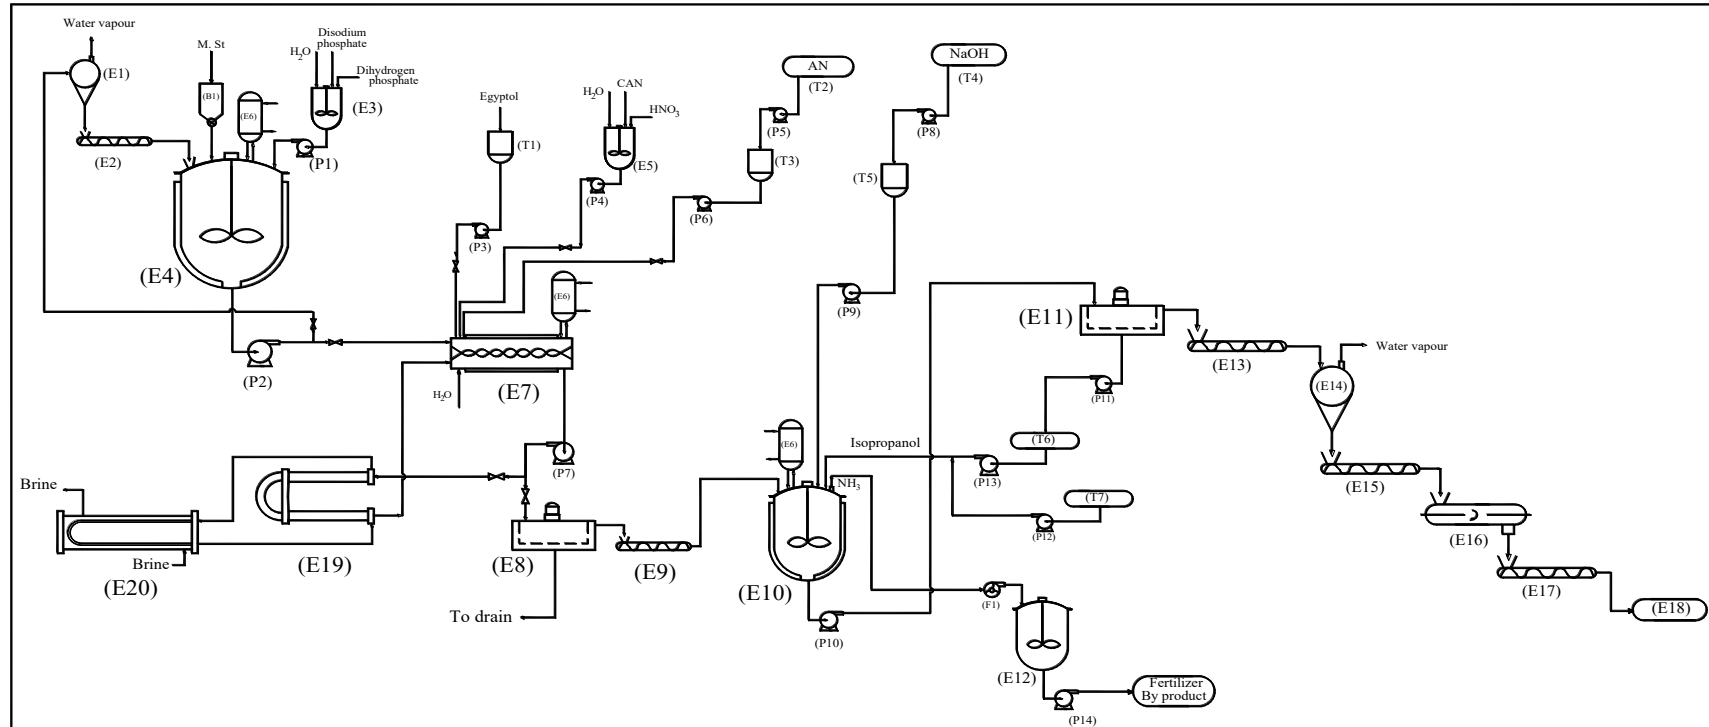 Water vapour
(E1)
(E2)
M. St
(B1)
(E6)
H2O
Disodium
phosphate
Dihydrogen
phosphate
(E3)
(P1)
(E4)
(P2)
Egyptol
(T1)
(P3)
H2O
CAN
HNO3
(E5)
(P4)
AN
(T2)
(P5)
(T3)
(P6)
NaOH
(T4)
(P8)
(T5)
(P9)
(E6)
(E7)
H2O
(P7)
Brine
Brine
(E20)
(E19)
(E8)
To drain
(E9)
(E6)
(E10)
(P10)
Isopropanol
NH3
(P13)
(T6)
(P11)
(T7)
(P12)
(F1)
(E12)
(P14)
Fertilizer
By product
(E11)
(E13)
Water vapour
(E14)
(E15)
(E16)
(E17)
(E18)